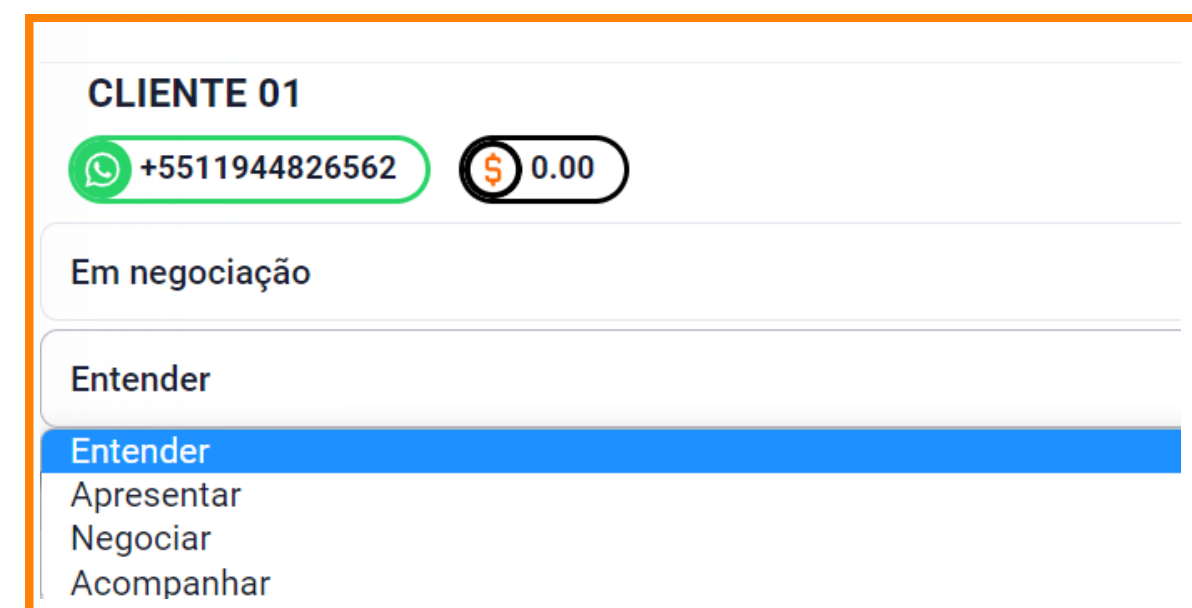 CLIENTE 01
+5511944826562 $ 0.00
Em negociação
Entender
Entender
Apresentar
Negociar
Acompanhar